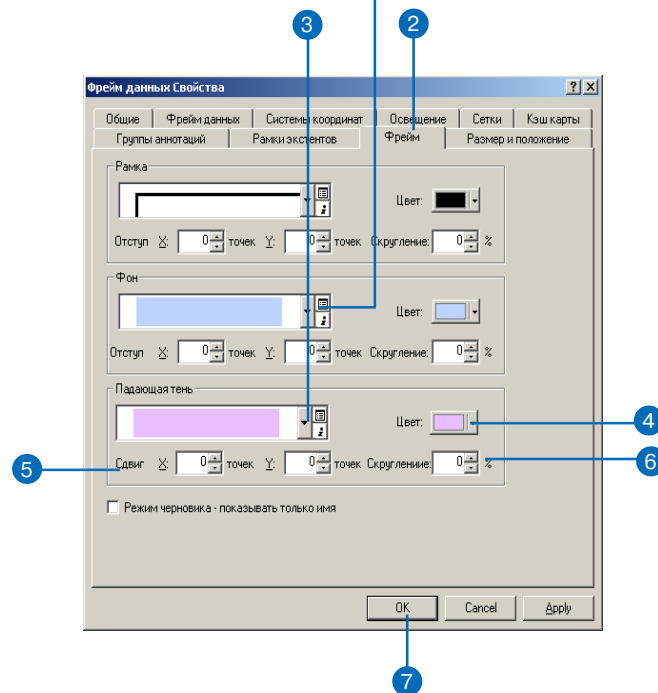 3
2
Фрейм данных Свойства
? X
Общие Фрейм данных Системы координат Освещение Сетки Кэш карты
Группы аннотаций Рамки экстентов Фрейм Размер и положение
Рамка
Цвет:
Отступ X: 0 точек Y: 0 точек Скругление: 0 %
Фон
Цвет:
Отступ X: 0 точек Y: 0 точек Скругление: 0 %
Падающая тень
Цвет:
4
5
Сдвиг X: 0 точек Y: 0 точек Скруглениие: 0 %
6
Режим черновика - показывать только имя
OK Cancel Apply
7